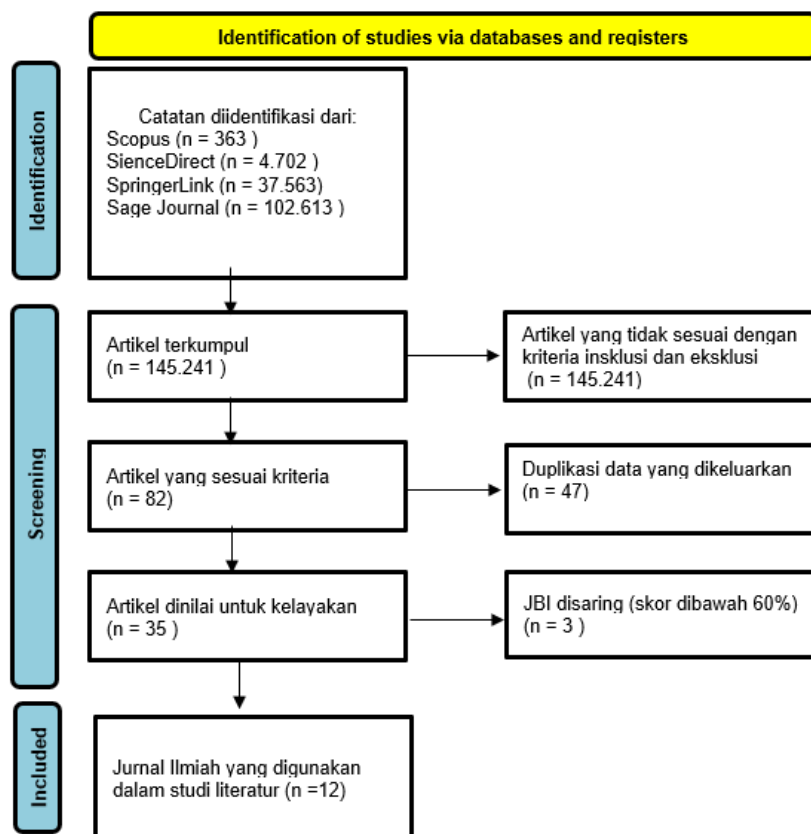 Identification of studies via databases and registers
Identification
Catatan diidentifikasi dari:
Scopus (n = 363 )
SienceDirect (n = 4.702 )
SpringerLink (n = 37.563)
Sage Journal (n = 102.613 )
Screening
Artikel terkumpul
(n = 145.241 )
Artikel yang tidak sesuai dengan
kriteria insklusi dan eksklusi
(n = 145.241)
Artikel yang sesuai kriteria
(n = 82)
Duplikasi data yang dikeluarkan
(n = 47)
Artikel dinilai untuk kelayakan
(n = 35 )
JBI disaring (skor dibawah 60%)
(n = 3 )
Included
Jurnal Ilmiah yang digunakan
dalam studi literatur (n =12)